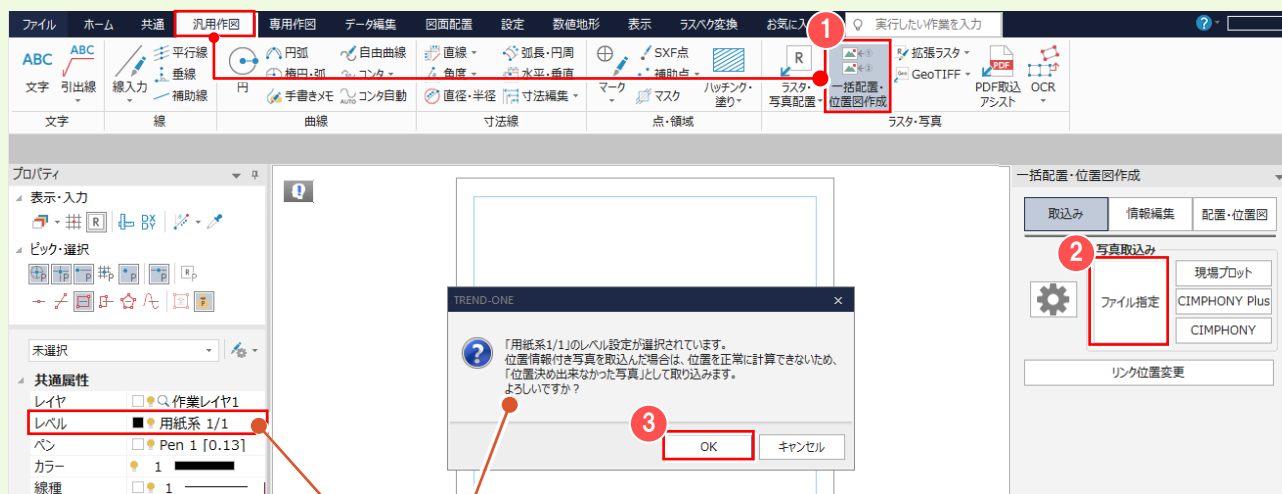 ファイル ホーム 共通 汎用作図 専用作図 データ編集 図面配置 設定 数値地形 表示 ラスベク変換 お気に入 実行したい作業を入力 ?
1
ABC ABC 平行線 円弧 自由曲線 直線 弧長・円周 SXF点 R 拡張ラスタ PDF
垂線 楕円・弧 コンタ 角度 水平・垂直 補助点 GeoTIFF
文字 引出線 線入力 補助線 円 手書きメモ AUTO コンタ自動 直径・半径 寸法編集 マーク マスク ハッチング・塗り ラスタ・写真配置 一括配置・位置図作成 PDF取込アシスト OCR
文字 線 曲線 寸法線 点・領域 ラスタ・写真
プロパティ
表示・入力
R
ピック・選択
未選択
共通属性
レイヤ 作業レイヤ1
レベル 用紙系 1/1
ペン Pen 1 [0.13]
カラー 1
線種 1
TREND-ONE
「用紙系1/1」のレベル設定が選択されています。
位置情報付き写真を取込んだ場合は、位置を正常に計算できないため、
「位置決め出来なかった写真」として取り込みます。
よろしいですか？
3
OK キャンセル
一括配置・位置図作成
取込み 情報編集 配置・位置図
2 写真取込み
ファイル指定 現場プロット
CIMPHONY Plus
CIMPHONY
リンク位置変更